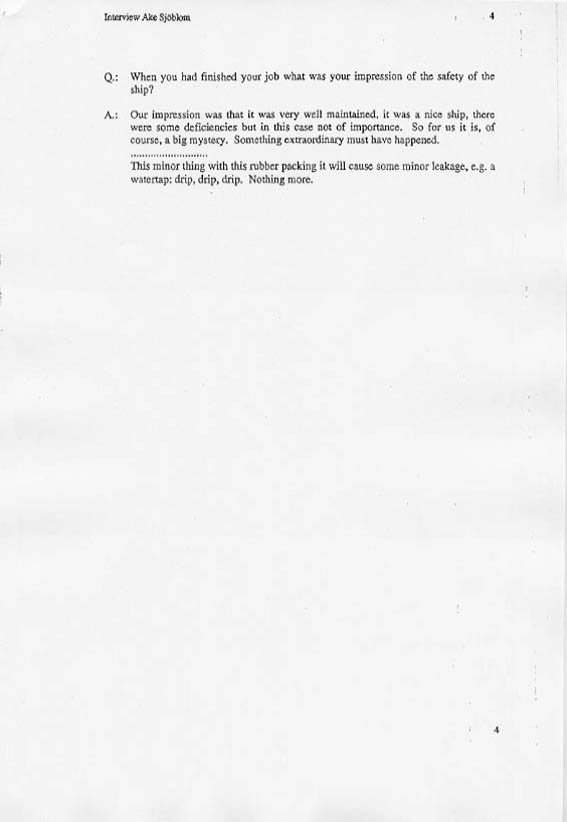 Interview Ake Sjöblom 4
Q.: When you had finished your job what was your impression of the safety of the
ship?
A.: Our impression was that it was very well maintained, it was a nice ship, there
were some deficiencies but in this case not of importance. So for us it is, of
course, a big mystery. Something extraordinary must have happened.
...........................
This minor thing with this rubber packing it will cause some minor leakage, e.g. a
watertap: drip, drip, drip. Nothing more.
4